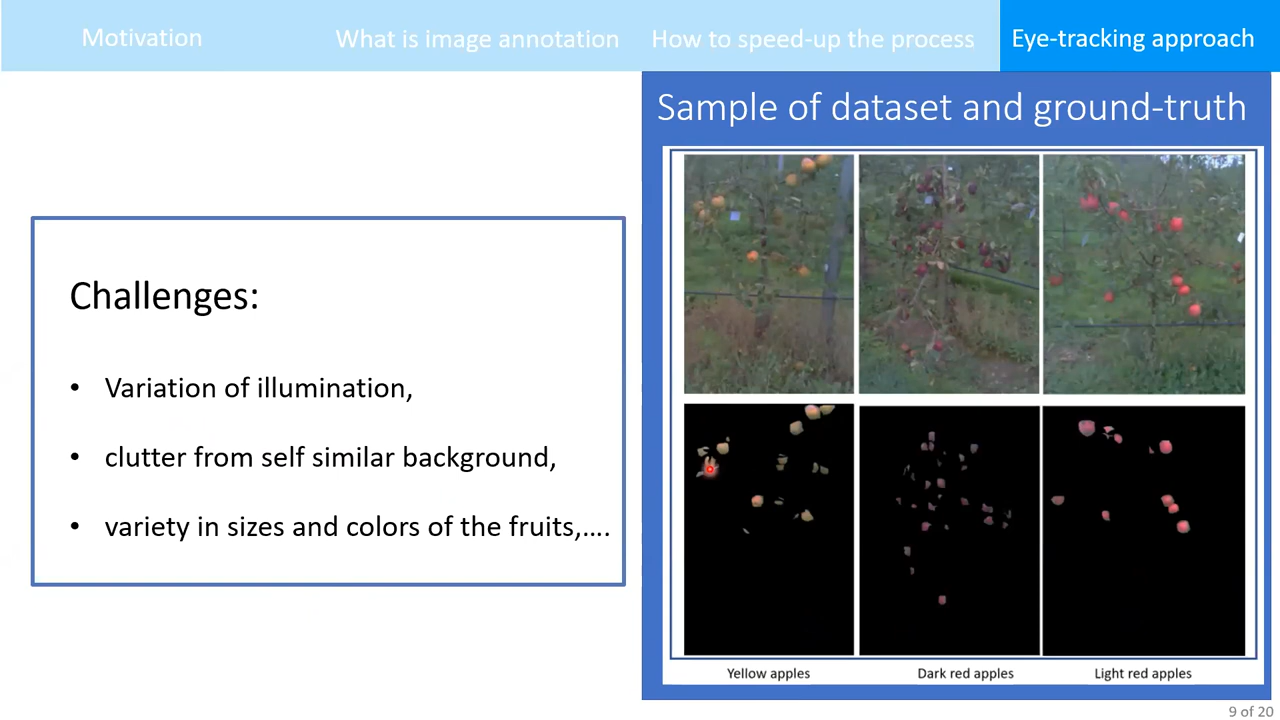 Motivation
What is image annotation
How to speed-up the process
Eye-tracking approach
Sample of dataset and ground-truth
Challenges:
• Variation of illumination,
• clutter from self similar background,
• variety in sizes and colors of the fruits,....
Yellow apples
Dark red apples
Light red apples
9 of 20